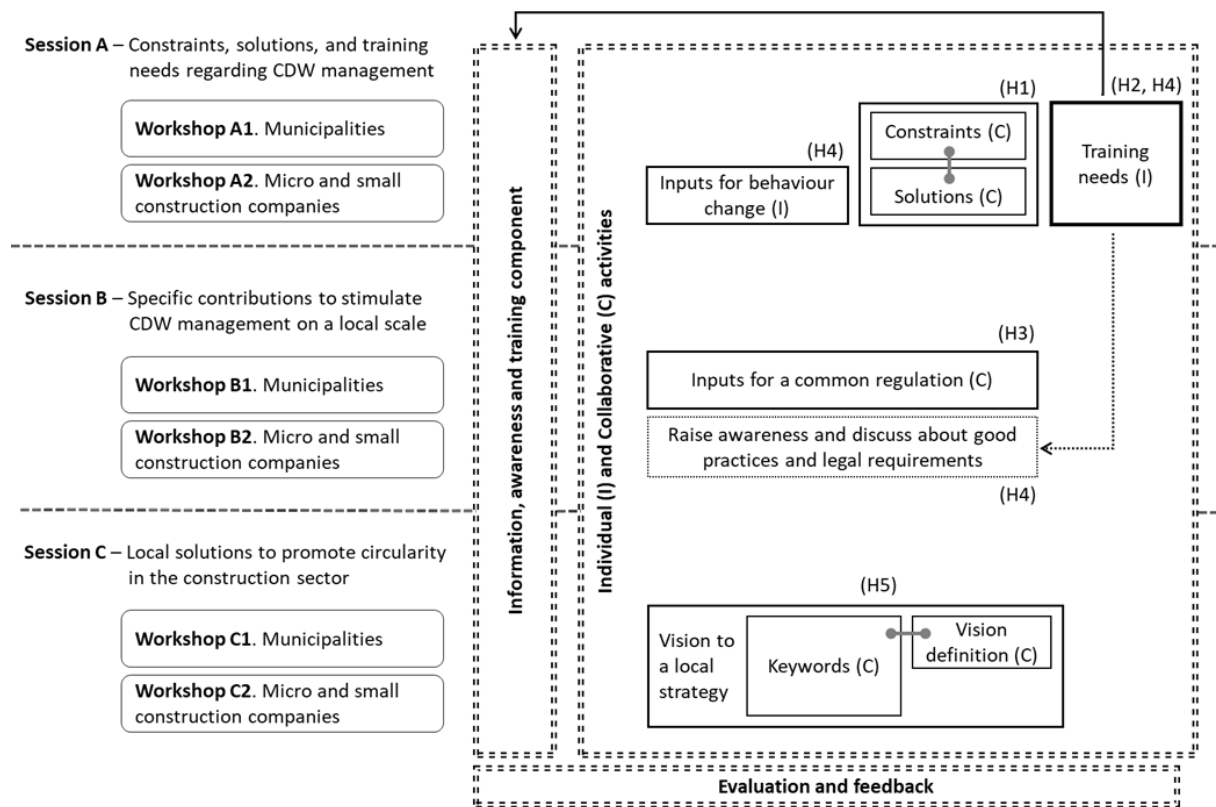 Session A – Constraints, solutions, and training
needs regarding CDW management
Workshop A1. Municipalities
Workshop A2. Micro and small
construction companies
Session B – Specific contributions to stimulate
CDW management on a local scale
Workshop B1. Municipalities
Workshop B2. Micro and small
construction companies
Session C – Local solutions to promote circularity
in the construction sector
Workshop C1. Municipalities
Workshop C2. Micro and small
construction companies
Information, awareness and training component
Individual (I) and Collaborative (C) activities
(H4)
Inputs for behaviour
change (I)
(H1)
Constraints (C)
Solutions (C)
(H2, H4)
Training
needs (I)
(H3)
Inputs for a common regulation (C)
Raise awareness and discuss about good
practices and legal requirements
(H4)
(H5)
Vision to
a local
strategy
Keywords (C)
Vision
definition (C)
Evaluation and feedback